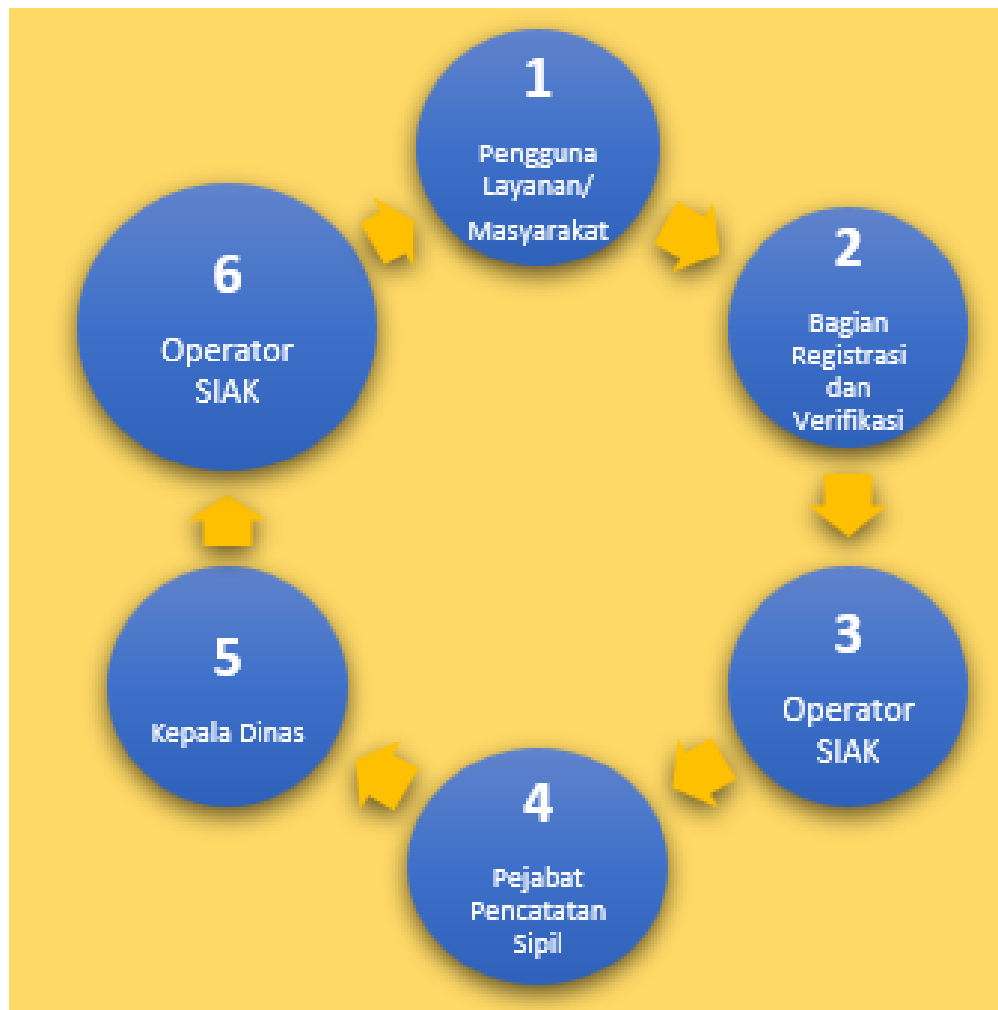 1
Pengguna
Layanan/
Masyarakat
2
Bagian
Registrasi
dan
Verifikasi
3
Operator
SIAK
4
Pejabat
Pencatatan
Sipil
5
Kepala Dinas
6
Operator
SIAK